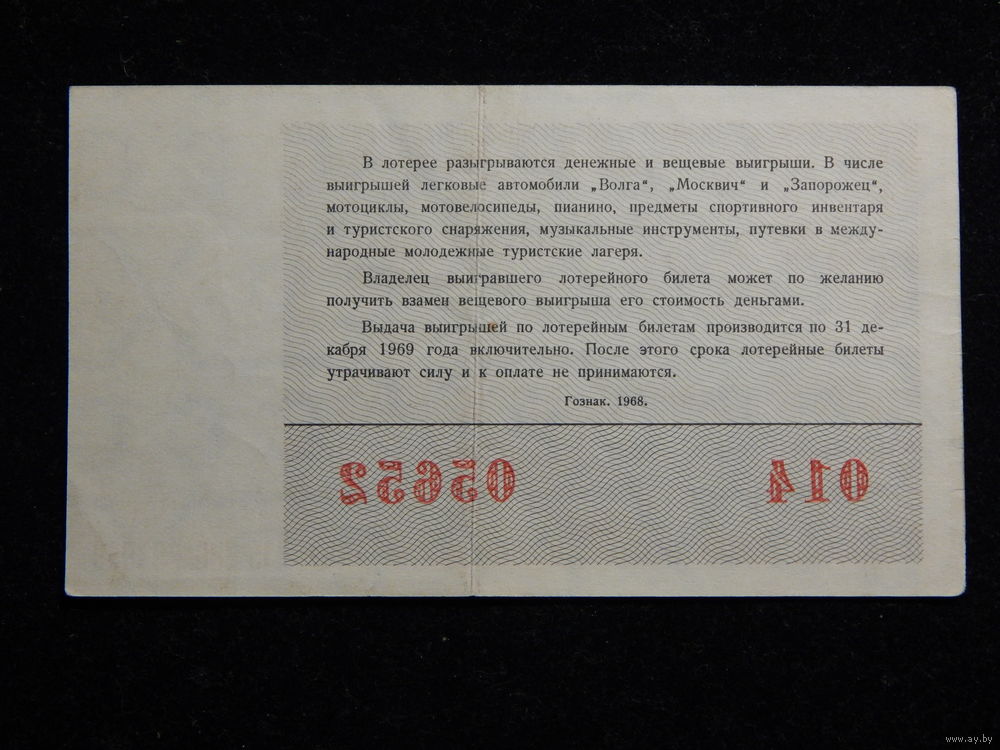 В лотерее разыгрываются денежные и вещевые выигрыши. В числе
выигрышей легковые автомобили „Волга“, „Москвич“ и „Запорожец“,
мотоциклы, мотовелосипеды, пианино, предметы спортивного инвентаря
и туристского снаряжения, музыкальные инструменты, путевки в между-
народные молодежные туристские лагеря.
Владелец выигравшего лотерейного билета может по желанию
получить взамен вещевого выигрыша его стоимость деньгами.
Выдача выигрышей по лотерейным билетам производится по 31 де-
кабря 1969 года включительно. После этого срока лотерейные билеты
утрачивают силу и к оплате не принимаются.
Гознак. 1968.
05652 014
www.ay.by